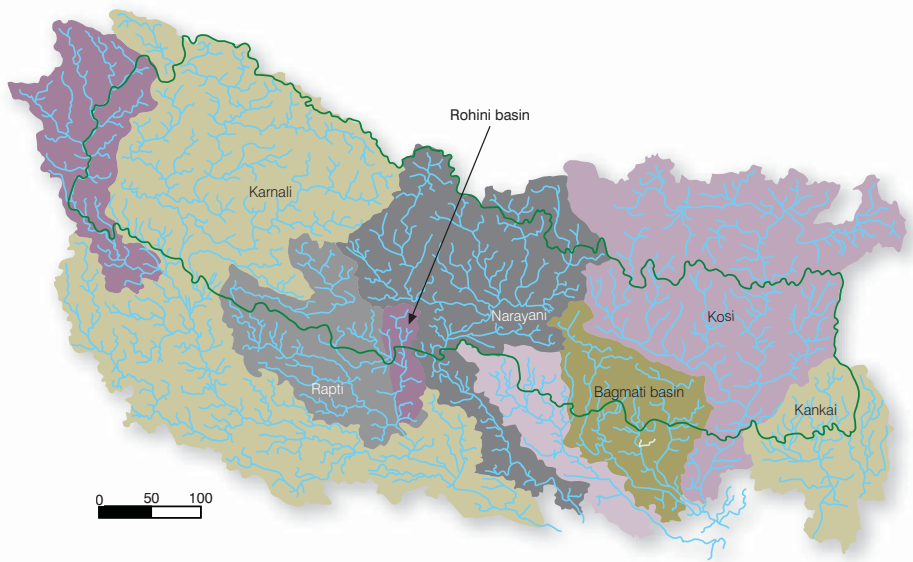 Rohini basin
Karnali
Narayani
Kosi
Rapti
Bagmati basin
Kankai
0 50 100